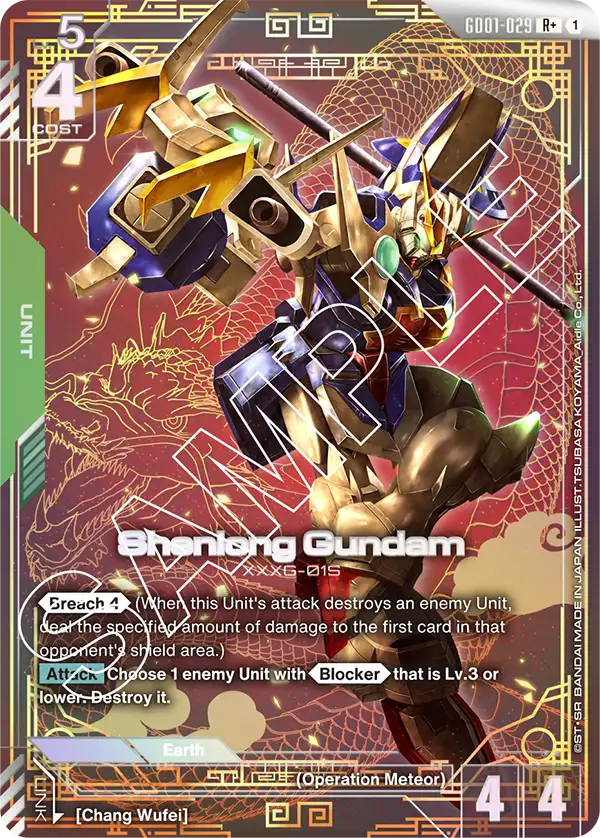 5
4
COST
GD01-029 R+ 1
UNIT
SAMPLE
Shenlong Gundam
XXXG-01S
Breach 4 (When this Unit's attack destroys an enemy Unit,
deal the specified amount of damage to the first card in that
opponent's shield area.)
Attack Choose 1 enemy Unit with Blocker that is Lv.3 or
lower. Destroy it.
Earth
(Operation Meteor)
LINK
[Chang Wufei]
4 4
©ST・SR BANDAI MADE IN JAPAN ILLUST.TSUBASA KOYAMA_Aidle Co., Ltd.